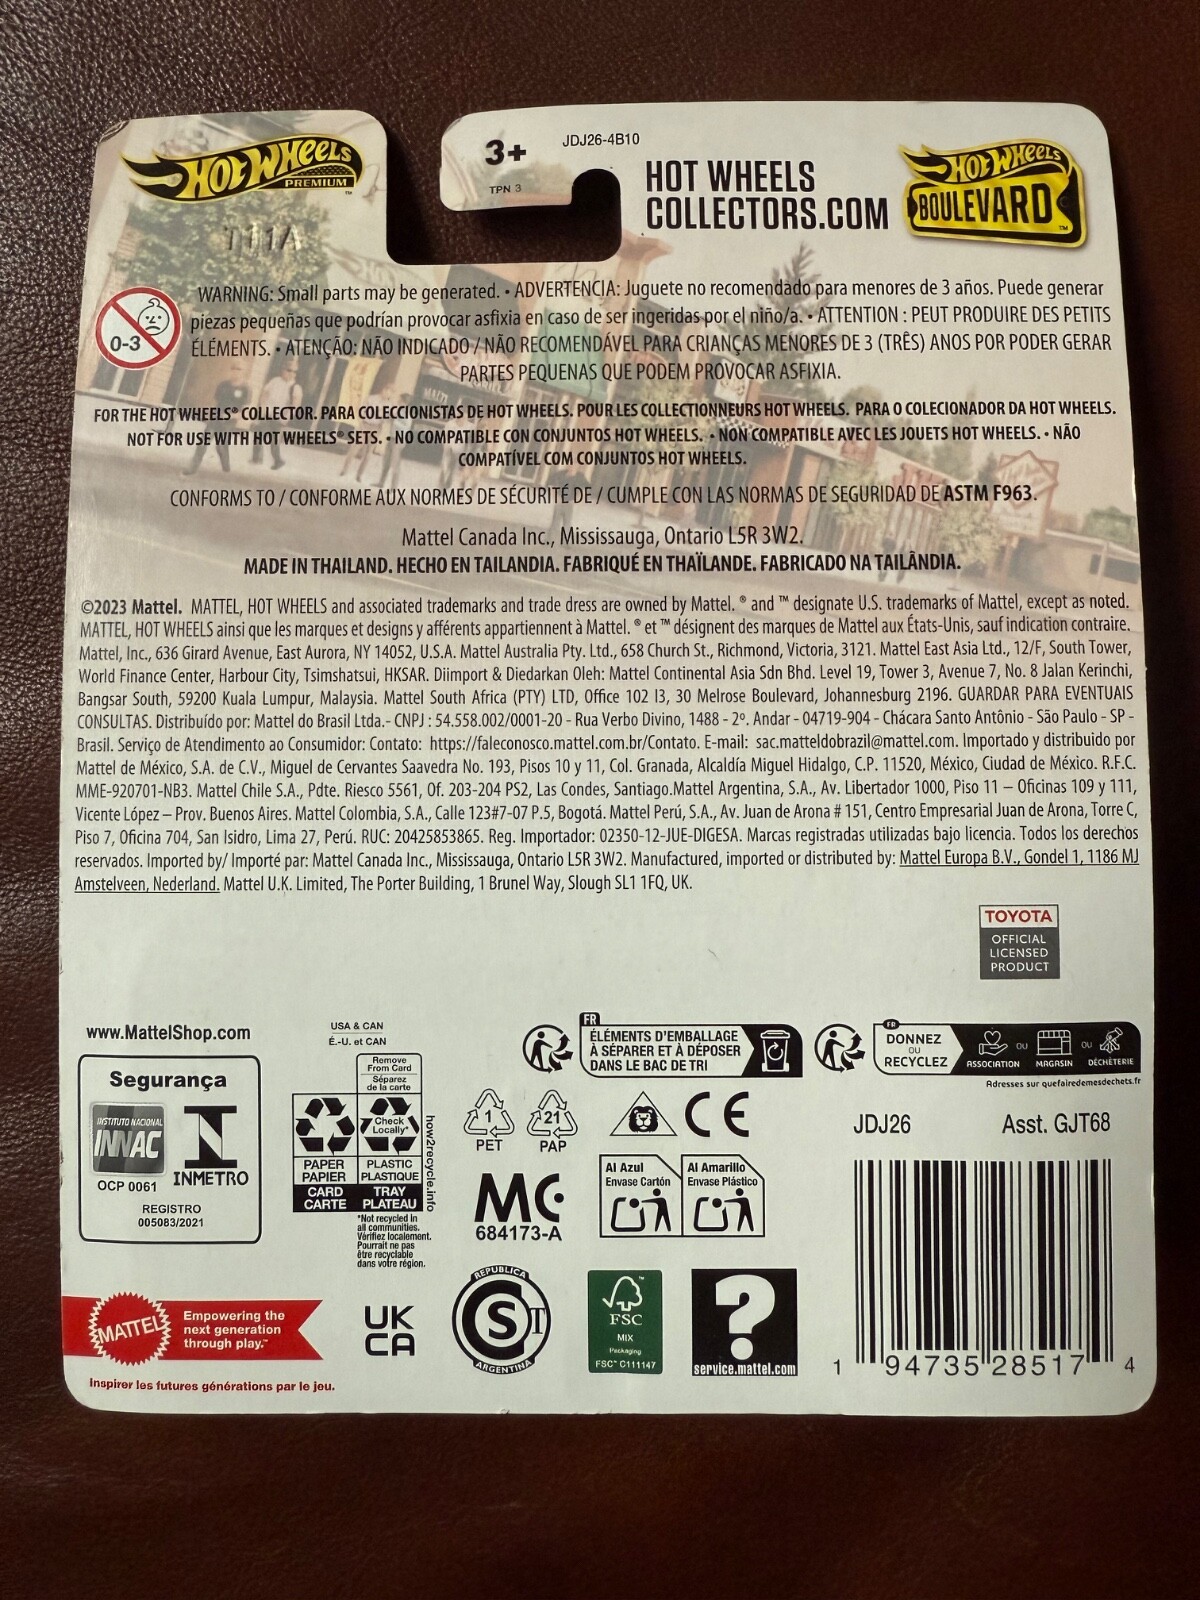 HOT WHEELS
PREMIUM
™
3+
JDJ26-4B10
TPN 3
HOT WHEELS
COLLECTORS.COM
HOT WHEELS
BOULEVARD
™
0-3
WARNING: Small parts may be generated. • ADVERTENCIA: Juguete no recomendado para menores de 3 años. Puede generar
piezas pequeñas que podrían provocar asfixia en caso de ser ingeridas por el niño/a. • ATTENTION : PEUT PRODUIRE DES PETITS
ÉLÉMENTS. • ATENÇÃO: NÃO INDICADO / NÃO RECOMENDÁVEL PARA CRIANÇAS MENORES DE 3 (TRÊS) ANOS POR PODER GERAR
PARTES PEQUENAS QUE PODEM PROVOCAR ASFIXIA.
FOR THE HOT WHEELS® COLLECTOR. PARA COLECCIONISTAS DE HOT WHEELS. POUR LES COLLECTIONNEURS HOT WHEELS. PARA O COLECIONADOR DA HOT WHEELS.
NOT FOR USE WITH HOT WHEELS® SETS. • NO COMPATIBLE CON CONJUNTOS HOT WHEELS. • NON COMPATIBLE AVEC LES JOUETS HOT WHEELS. • NÃO
COMPATÍVEL COM CONJUNTOS HOT WHEELS.
CONFORMS TO / CONFORME AUX NORMES DE SÉCURITÉ DE / CUMPLE CON LAS NORMAS DE SEGURIDAD DE ASTM F963.
Mattel Canada Inc., Mississauga, Ontario L5R 3W2.
MADE IN THAILAND. HECHO EN TAILANDIA. FABRIQUÉ EN THAÏLANDE. FABRICADO NA TAILÂNDIA.
©2023 Mattel. MATTEL, HOT WHEELS and associated trademarks and trade dress are owned by Mattel. ® and ™ designate U.S. trademarks of Mattel, except as noted.
MATTEL, HOT WHEELS ainsi que les marques et designs y afférents appartiennent à Mattel. ® et ™ désignent des marques de Mattel aux États-Unis, sauf indication contraire.
Mattel, Inc., 636 Girard Avenue, East Aurora, NY 14052, U.S.A. Mattel Australia Pty. Ltd., 658 Church St., Richmond, Victoria, 3121. Mattel East Asia Ltd., 12/F, South Tower,
World Finance Center, Harbour City, Tsimshatsui, HKSAR. Diimport & Diedarkan Oleh: Mattel Continental Asia Sdn Bhd. Level 19, Tower 3, Avenue 7, No. 8 Jalan Kerinchi,
Bangsar South, 59200 Kuala Lumpur, Malaysia. Mattel South Africa (PTY) LTD, Office 102 I3, 30 Melrose Boulevard, Johannesburg 2196. GUARDAR PARA EVENTUAIS
CONSULTAS. Distribuído por: Mattel do Brasil Ltda.- CNPJ : 54.558.002/0001-20 - Rua Verbo Divino, 1488 - 2º. Andar - 04719-904 - Chácara Santo Antônio - São Paulo - SP -
Brasil. Serviço de Atendimento ao Consumidor: Contato: https://faleconosco.mattel.com.br/Contato. E-mail: sac.matteldobrazil@mattel.com. Importado y distribuido por
Mattel de México, S.A. de C.V., Miguel de Cervantes Saavedra No. 193, Pisos 10 y 11, Col. Granada, Alcaldía Miguel Hidalgo, C.P. 11520, México, Ciudad de México. R.F.C.
MME-920701-NB3. Mattel Chile S.A., Pdte. Riesco 5561, Of. 203-204 PS2, Las Condes, Santiago.Mattel Argentina, S.A., Av. Libertador 1000, Piso 11 – Oficinas 109 y 111,
Vicente López – Prov. Buenos Aires. Mattel Colombia, S.A., Calle 123#7-07 P.5, Bogotá. Mattel Perú, S.A., Av. Juan de Arona # 151, Centro Empresarial Juan de Arona, Torre C,
Piso 7, Oficina 704, San Isidro, Lima 27, Perú. RUC: 20425853865. Reg. Importador: 02350-12-JUE-DIGESA. Marcas registradas utilizadas bajo licencia. Todos los derechos
reservados. Imported by/ Importé par: Mattel Canada Inc., Mississauga, Ontario L5R 3W2. Manufactured, imported or distributed by: Mattel Europa B.V., Gondel 1, 1186 MJ
Amstelveen, Nederland. Mattel U.K. Limited, The Porter Building, 1 Brunel Way, Slough SL1 1FQ, UK.
TOYOTA
OFFICIAL
LICENSED
PRODUCT
www.MattelShop.com
Segurança
INSTITUTO NACIONAL
INNAC
OCP 0061
INMETRO
REGISTRO
005083/2021
USA & CAN
É.-U. et CAN
Remove
From Card
Séparez
de la carte
Check
Locally*
PAPER
PAPIER
PLASTIC
PLASTIQUE
CARD
CARTE
TRAY
PLATEAU
how2recycle.info
*Not recycled in
all communities.
Vérifiez localement.
Pourrait ne pas
être recyclable
dans votre région.
FR
ÉLÉMENTS D'EMBALLAGE
À SÉPARER ET À DÉPOSER
DANS LE BAC DE TRI
FR
DONNEZ
OU
RECYCLEZ
ASSOCIATION
OU
MAGASIN
OU
DÉCHÈTERIE
Adresses sur quefairedemesdechets.fr
1
PET
21
PAP
CE
MC
684173-A
Al Azul
Envase Cartón
Al Amarillo
Envase Plástico
JDJ26
Asst. GJT68
1 94735 28517 4
MATTEL
Empowering the
next generation
through play.™
Inspirer les futures générations par le jeu.
UK
CA
REPUBLICA
S T
ARGENTINA
FSC
™
MIX
Packaging
FSC™ C111147
?
service.mattel.com